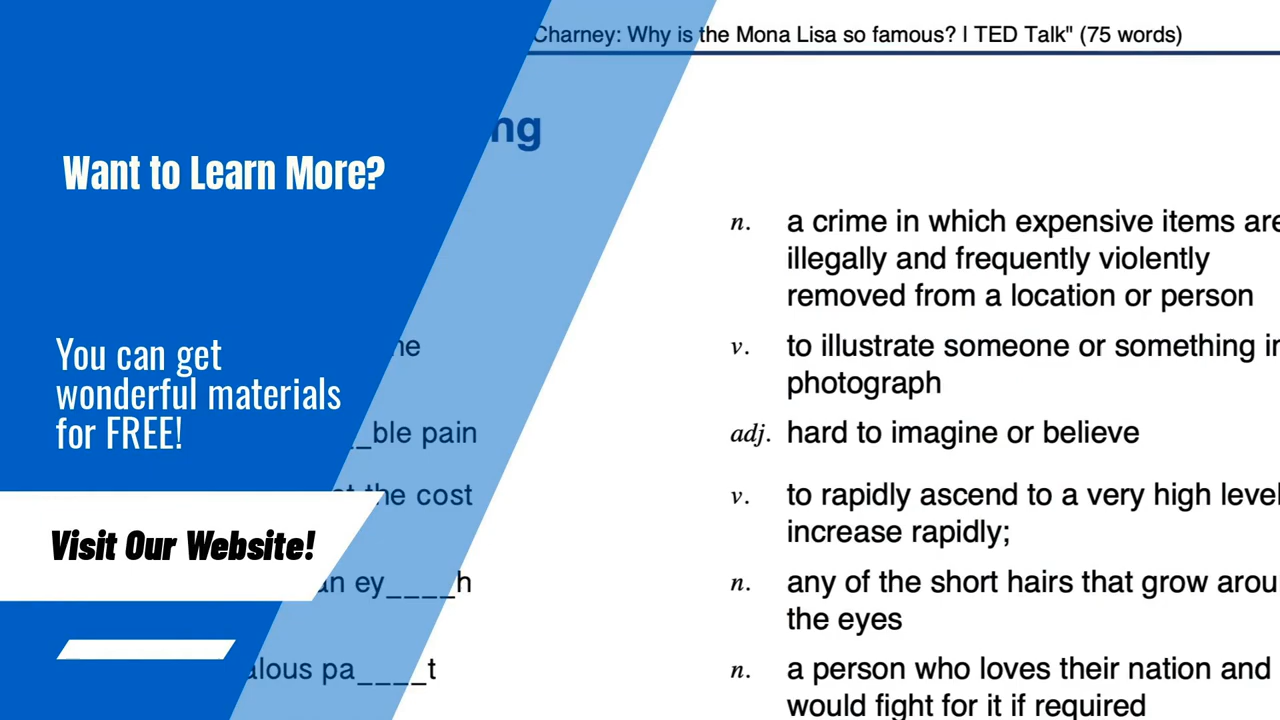 Charney: Why is the Mona Lisa so famous? | TED Talk" (75 words)
ng
Want to Learn More?
You can get
wonderful materials
for FREE!
Visit Our Website!
he
_ble pain
the cost
an ey____h
alous pa____t
n. a crime in which expensive items are
illegally and frequently violently
removed from a location or person
v. to illustrate someone or something in
photograph
adj. hard to imagine or believe
v. to rapidly ascend to a very high level
increase rapidly;
n. any of the short hairs that grow arou
the eyes
n. a person who loves their nation and
would fight for it if required